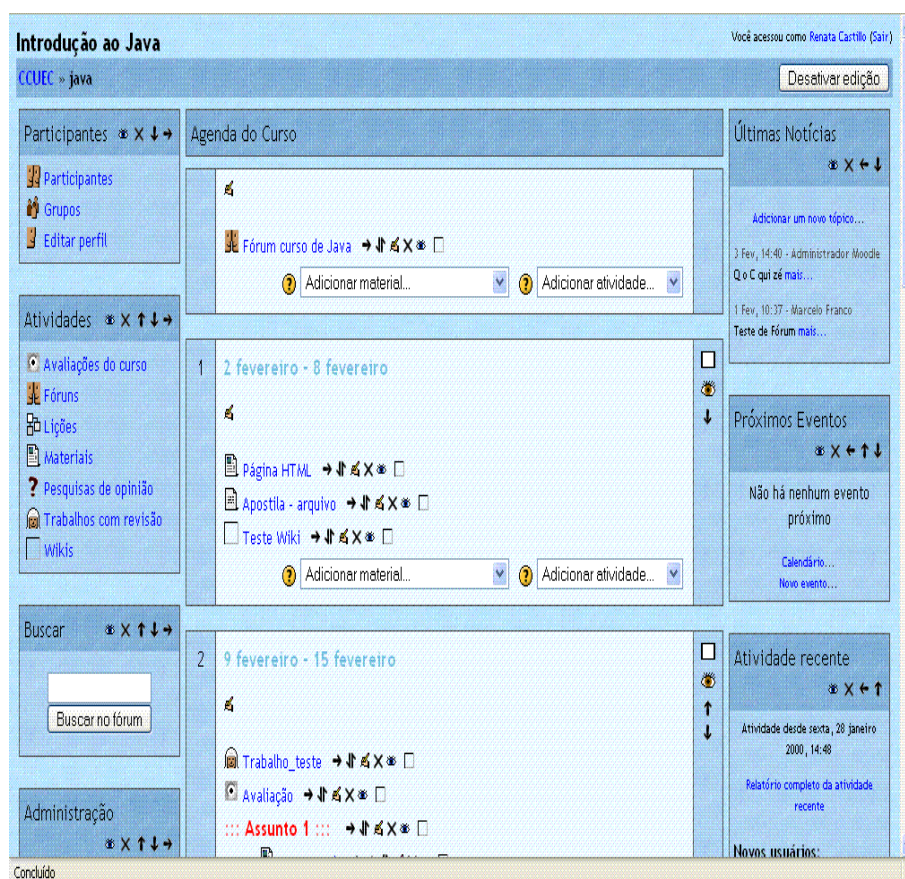 Introdução ao Java
Você acessou como Renata Castillo (Sair)
CCUEC » java
Desativar edição
Participantes
Participantes
Grupos
Editar perfil
Atividades
Avaliações do curso
Fóruns
Lições
Materiais
Pesquisas de opinião
Trabalhos com revisão
Wikis
Buscar
Buscar no fórum
Administração
Agenda do Curso
Fórum curso de Java
Adicionar material... Adicionar atividade...
1 2 fevereiro - 8 fevereiro
Página HTML
Apostila - arquivo
Teste Wiki
Adicionar material... Adicionar atividade...
2 9 fevereiro - 15 fevereiro
Trabalho_teste
Avaliação
::: Assunto 1 :::
Últimas Notícias
Adicionar um novo tópico...
3 Fev, 14:40 - Administrador Moodle
Q o C qui zé mais...
1 Fev, 10:37 - Marcelo Franco
Teste de Fórum mais...
Próximos Eventos
Não há nenhum evento
próximo
Calendário...
Novo evento...
Atividade recente
Atividade desde sexta, 28 janeiro
2000, 14:48
Relatório completo da atividade
recente
Novos usuários:
Concluído